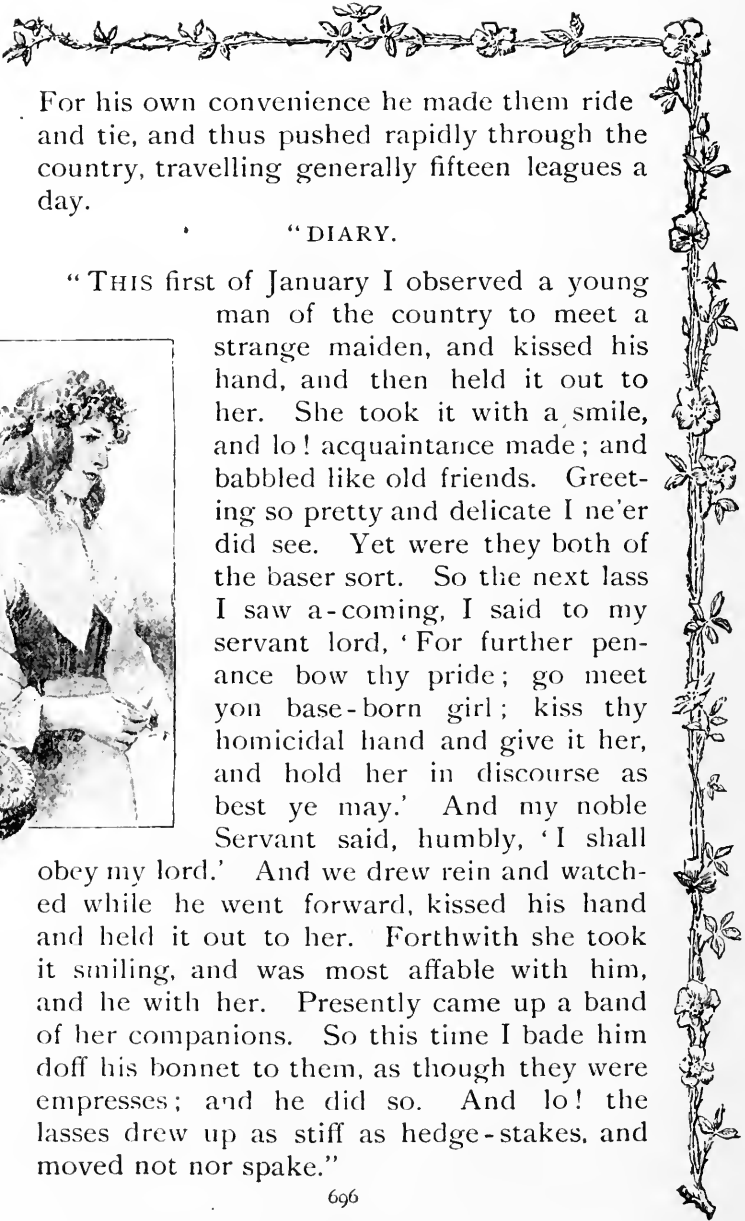 For his own convenience he made them ride
and tie, and thus pushed rapidly through the
country, travelling generally fifteen leagues a
day.
"DIARY.
"THIS first of January I observed a young
man of the country to meet a
strange maiden, and kissed his
hand, and then held it out to
her. She took it with a smile,
and lo! acquaintance made; and
babbled like old friends. Greet-
ing so pretty and delicate I ne'er
did see. Yet were they both of
the baser sort. So the next lass
I saw a-coming, I said to my
servant lord, 'For further pen-
ance bow thy pride; go meet
yon base-born girl; kiss thy
homicidal hand and give it her,
and hold her in discourse as
best ye may.' And my noble
Servant said, humbly, 'I shall
obey my lord.' And we drew rein and watch-
ed while he went forward, kissed his hand
and held it out to her. Forthwith she took
it smiling, and was most affable with him,
and he with her. Presently came up a band
of her companions. So this time I bade him
doff his bonnet to them, as though they were
empresses; and he did so. And lo! the
lasses drew up as stiff as hedge-stakes, and
moved not nor spake."
696